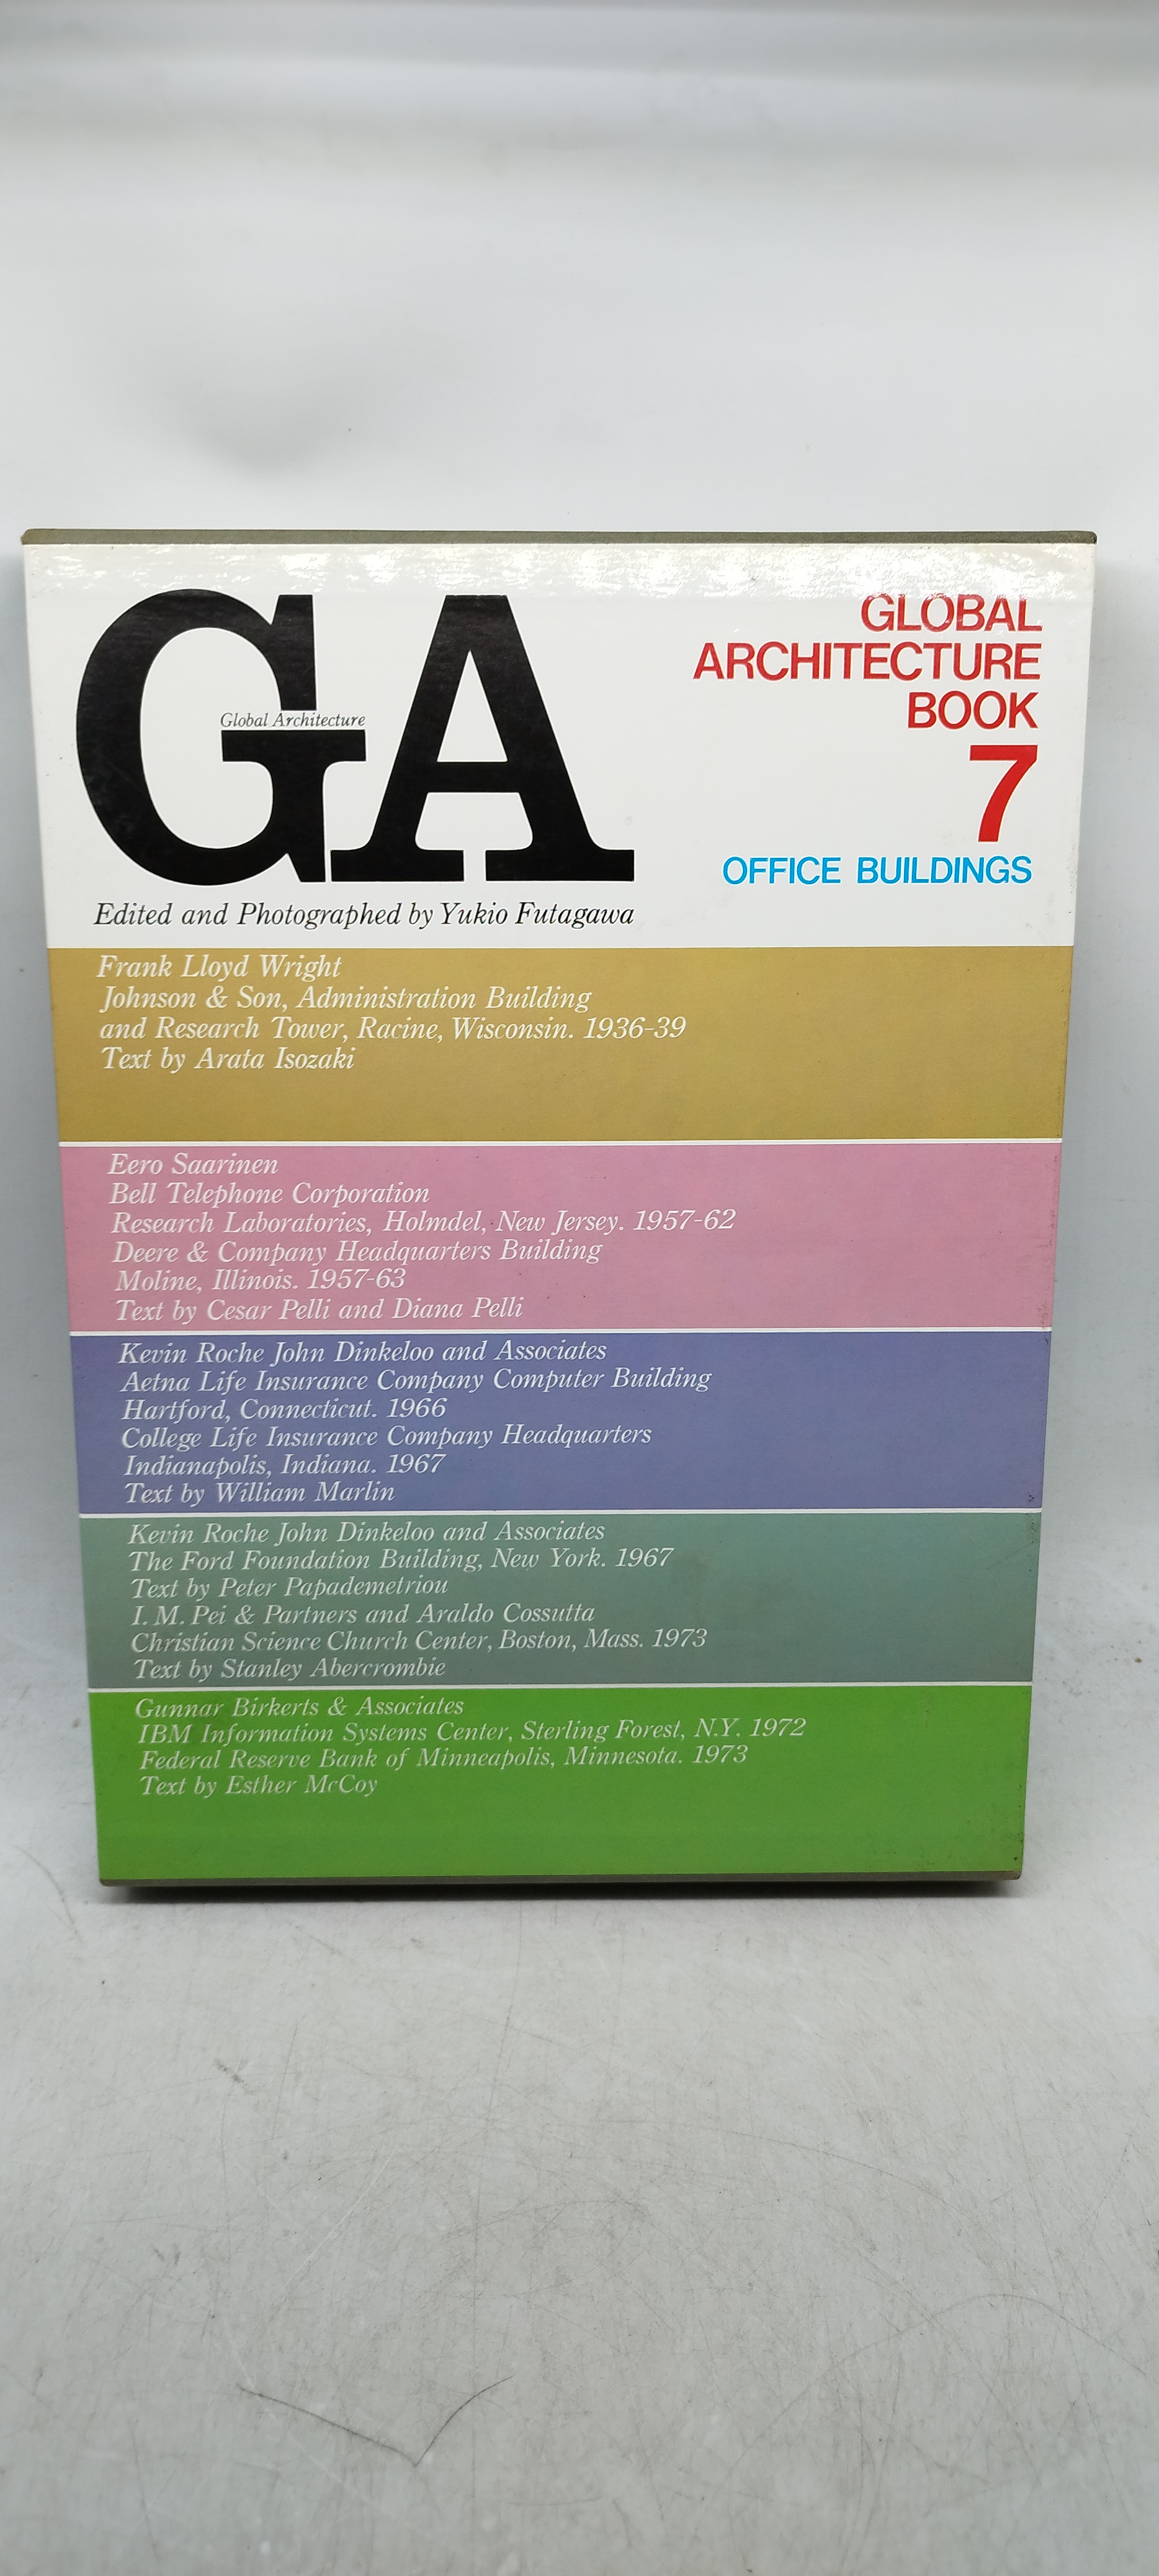 GA
Global Architecture
Edited and Photographed by Yukio Futagawa
GLOBAL
ARCHITECTURE
BOOK
7
OFFICE BUILDINGS
Frank Lloyd Wright
Johnson & Son, Administration Building
and Research Tower, Racine, Wisconsin. 1936-39
Text by Arata Isozaki
Eero Saarinen
Bell Telephone Corporation
Research Laboratories, Holmdel, New Jersey. 1957-62
Deere & Company Headquarters Building
Moline, Illinois. 1957-63
Text by Cesar Pelli and Diana Pelli
Kevin Roche John Dinkeloo and Associates
Aetna Life Insurance Company Computer Building
Hartford, Connecticut. 1966
College Life Insurance Company Headquarters
Indianapolis, Indiana. 1967
Text by William Marlin
Kevin Roche John Dinkeloo and Associates
The Ford Foundation Building, New York. 1967
Text by Peter Papademetriou
I. M. Pei & Partners and Araldo Cossutta
Christian Science Church Center, Boston, Mass. 1973
Text by Stanley Abercrombie
Gunnar Birkerts & Associates
IBM Information Systems Center, Sterling Forest, N.Y. 1972
Federal Reserve Bank of Minneapolis, Minnesota. 1973
Text by Esther McCoy